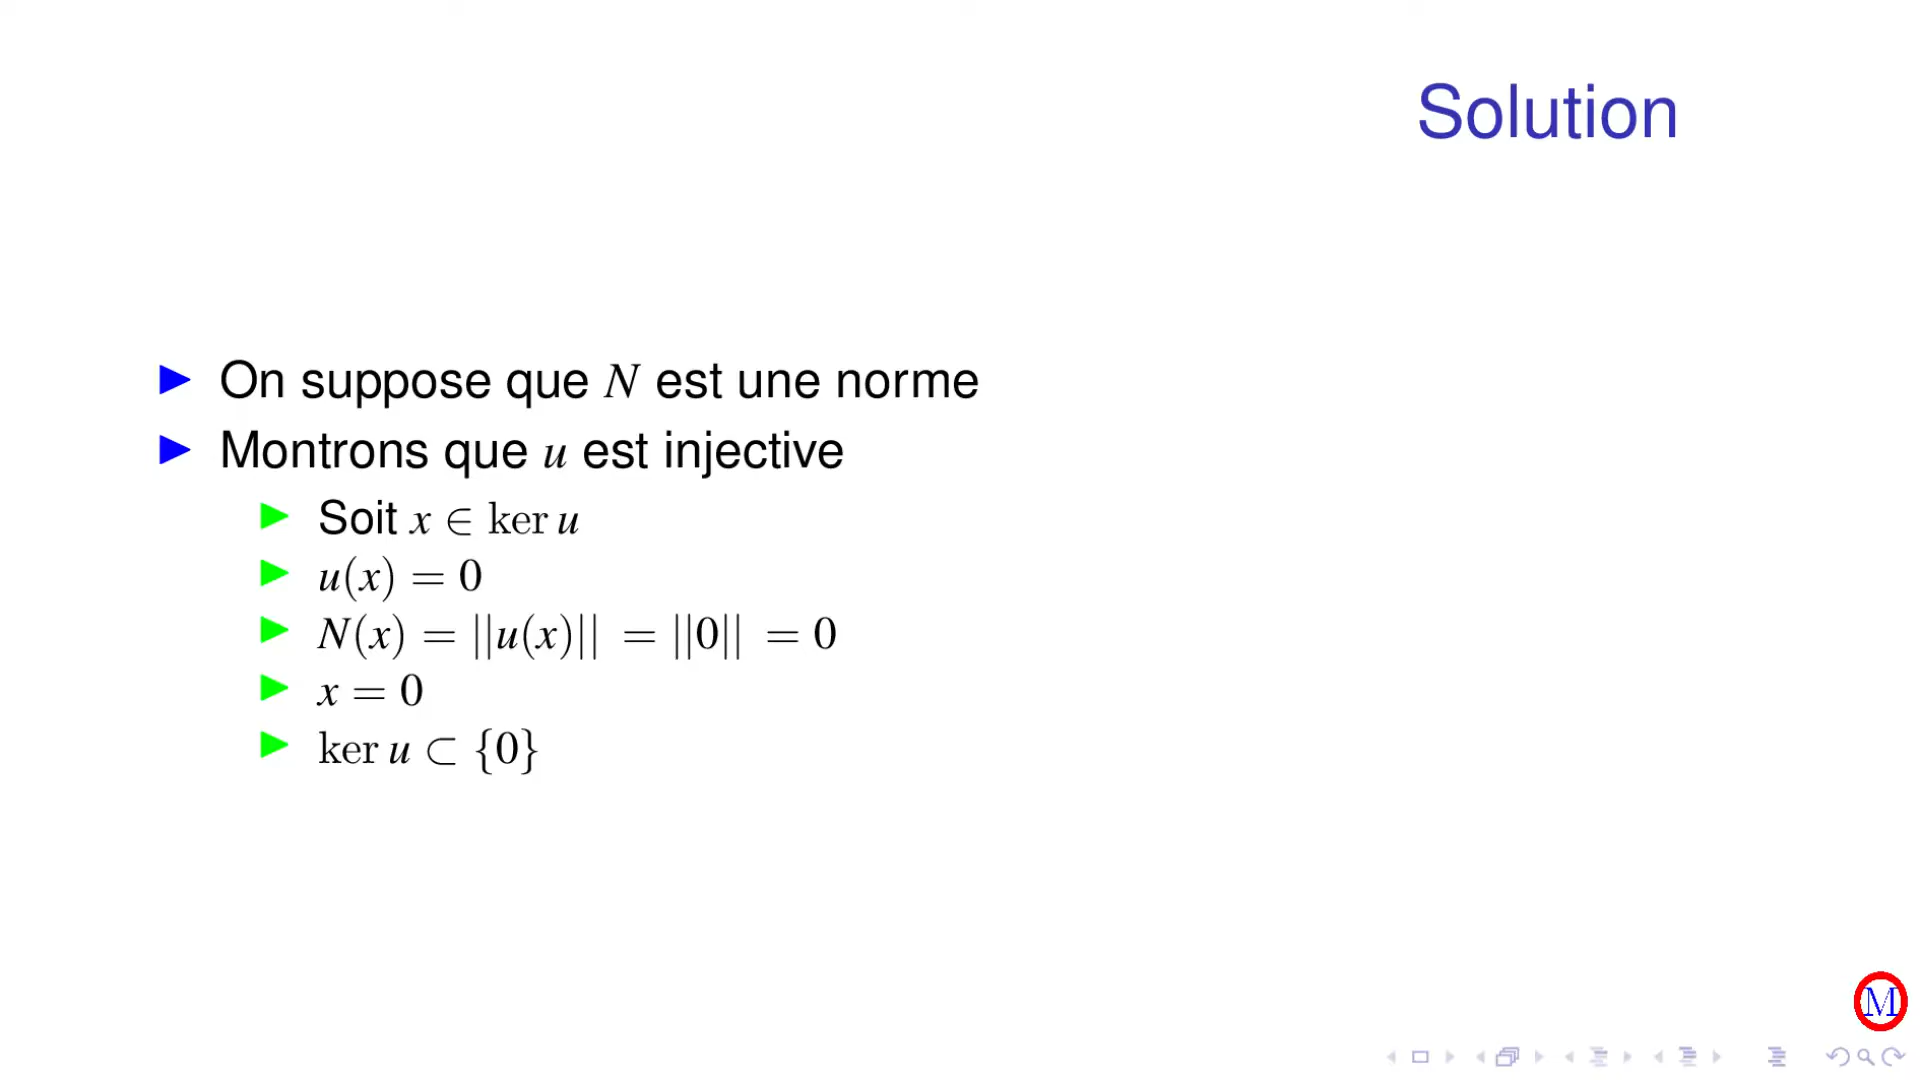 Solution
On suppose que N est une norme
Montrons que u est injective
Soit x ∈ ker u
u(x) = 0
N(x) = ||u(x)|| = ||0|| = 0
x = 0
ker u ⊂ {0}
M